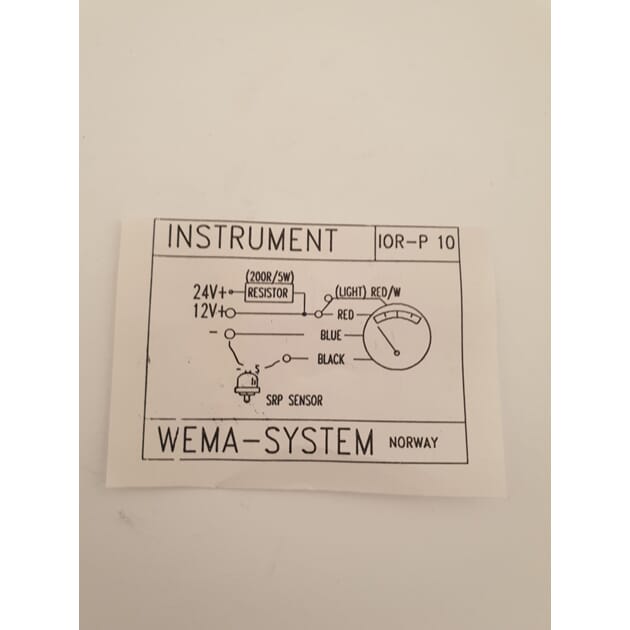 INSTRUMENT IOR-P 10
(200R/5W)
24V+ RESISTOR (LIGHT) RED/W
12V+ RED
- BLUE
BLACK
- S
SRP SENSOR
WEMA-SYSTEM NORWAY